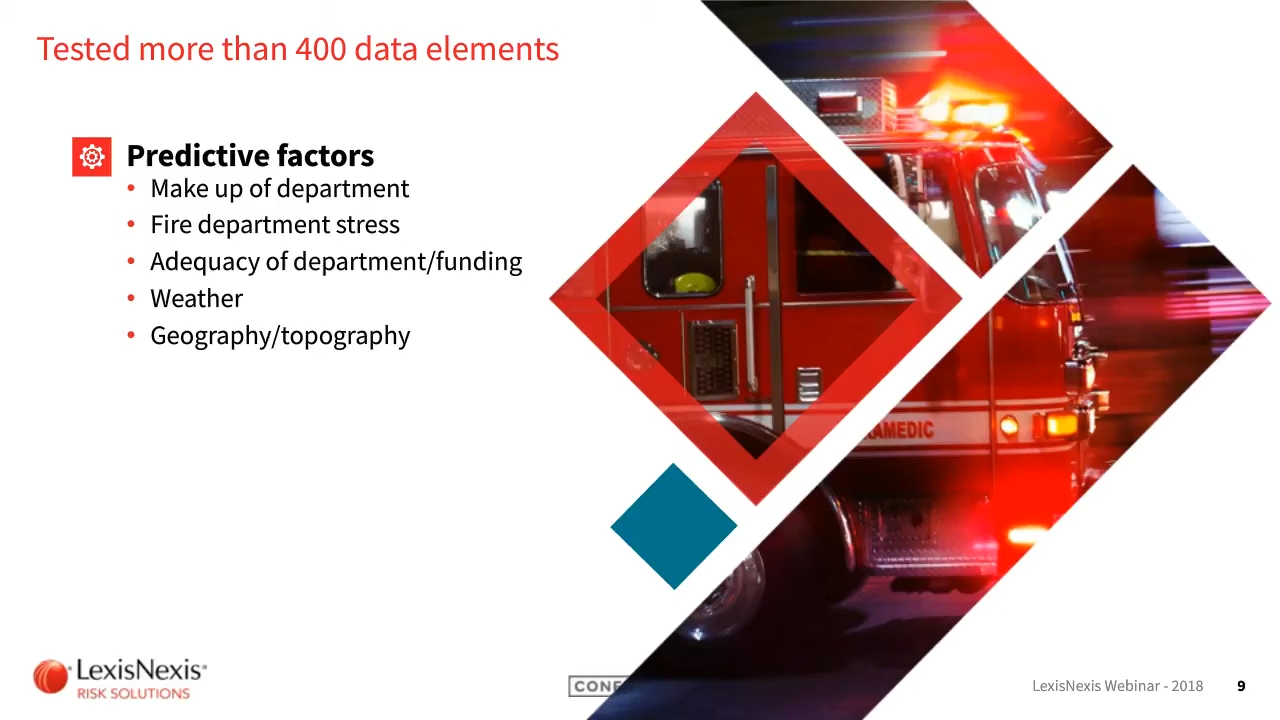 Tested more than 400 data elements
Predictive factors
• Make up of department
• Fire department stress
• Adequacy of department/funding
• Weather
• Geography/topography
LexisNexis®
RISK SOLUTIONS
LexisNexis Webinar - 2018
9